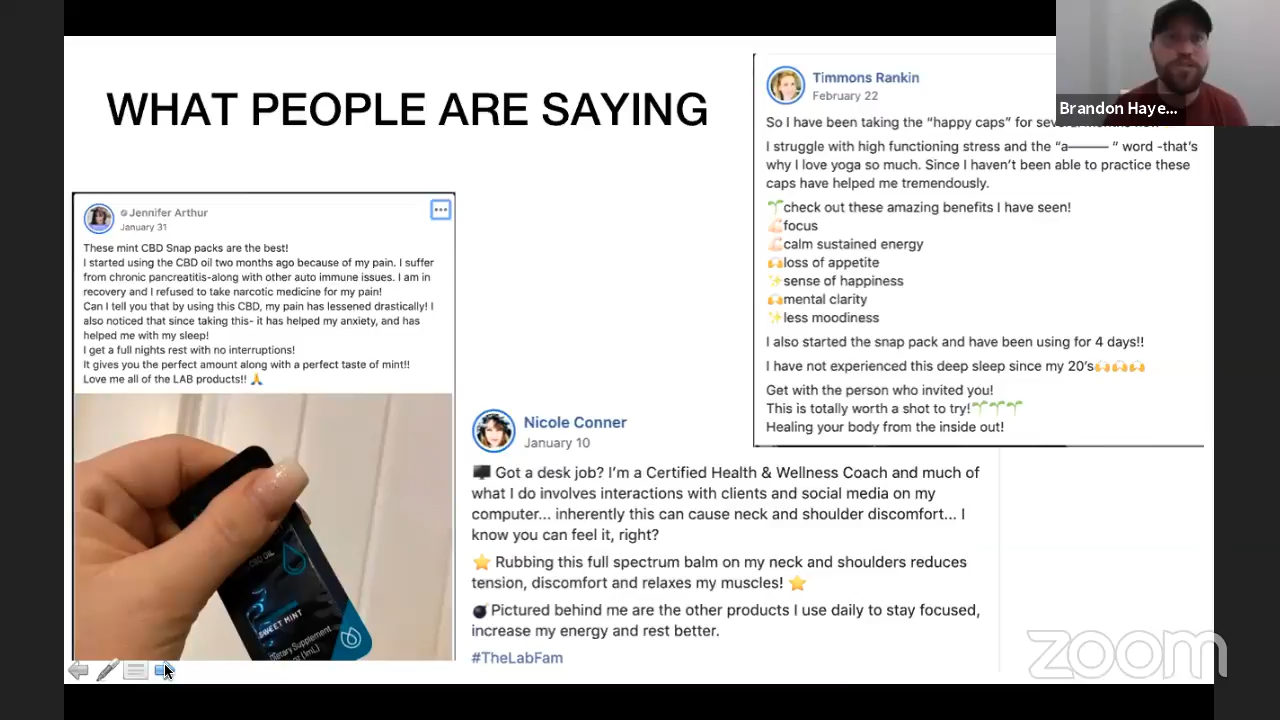 WHAT PEOPLE ARE SAYING
Jennifer Arthur
January 31
These mint CBD Snap packs are the best!
I started using the CBD oil two months ago because of my pain. I suffer
from chronic pancreatitis-along with other auto immune issues. I am in
recovery and I refused to take narcotic medicine for my pain!
Can I tell you that by using this CBD, my pain has lessened drastically! I
also noticed that since taking this- it has helped my anxiety, and has
helped me with my sleep!
I get a full nights rest with no interruptions!
It gives you the perfect amount along with a perfect taste of mint!!
Love me all of the LAB products!! 🙏
CBD OIL
SWEET MINT
Dietary Supplement
(1mL)
Nicole Conner
January 10
🖥️ Got a desk job? I'm a Certified Health & Wellness Coach and much of
what I do involves interactions with clients and social media on my
computer... inherently this can cause neck and shoulder discomfort... I
know you can feel it, right?
⭐ Rubbing this full spectrum balm on my neck and shoulders reduces
tension, discomfort and relaxes my muscles! ⭐
💣 Pictured behind me are the other products I use daily to stay focused,
increase my energy and rest better.
#TheLabFam
Timmons Rankin
February 22
So I have been taking the “happy caps” for
I struggle with high functioning stress and the “a——— “ word -that's
why I love yoga so much. Since I haven't been able to practice these
caps have helped me tremendously.
🌱check out these amazing benefits I have seen!
💪🏻focus
💪🏻calm sustained energy
🙌loss of appetite
✨sense of happiness
🙌mental clarity
✨less moodiness
I also started the snap pack and have been using for 4 days!!
I have not experienced this deep sleep since my 20's🙌🙌🙌
Get with the person who invited you!
This is totally worth a shot to try!🌱🌱🌱
Healing your body from the inside out!
Brandon Haye...
zoom